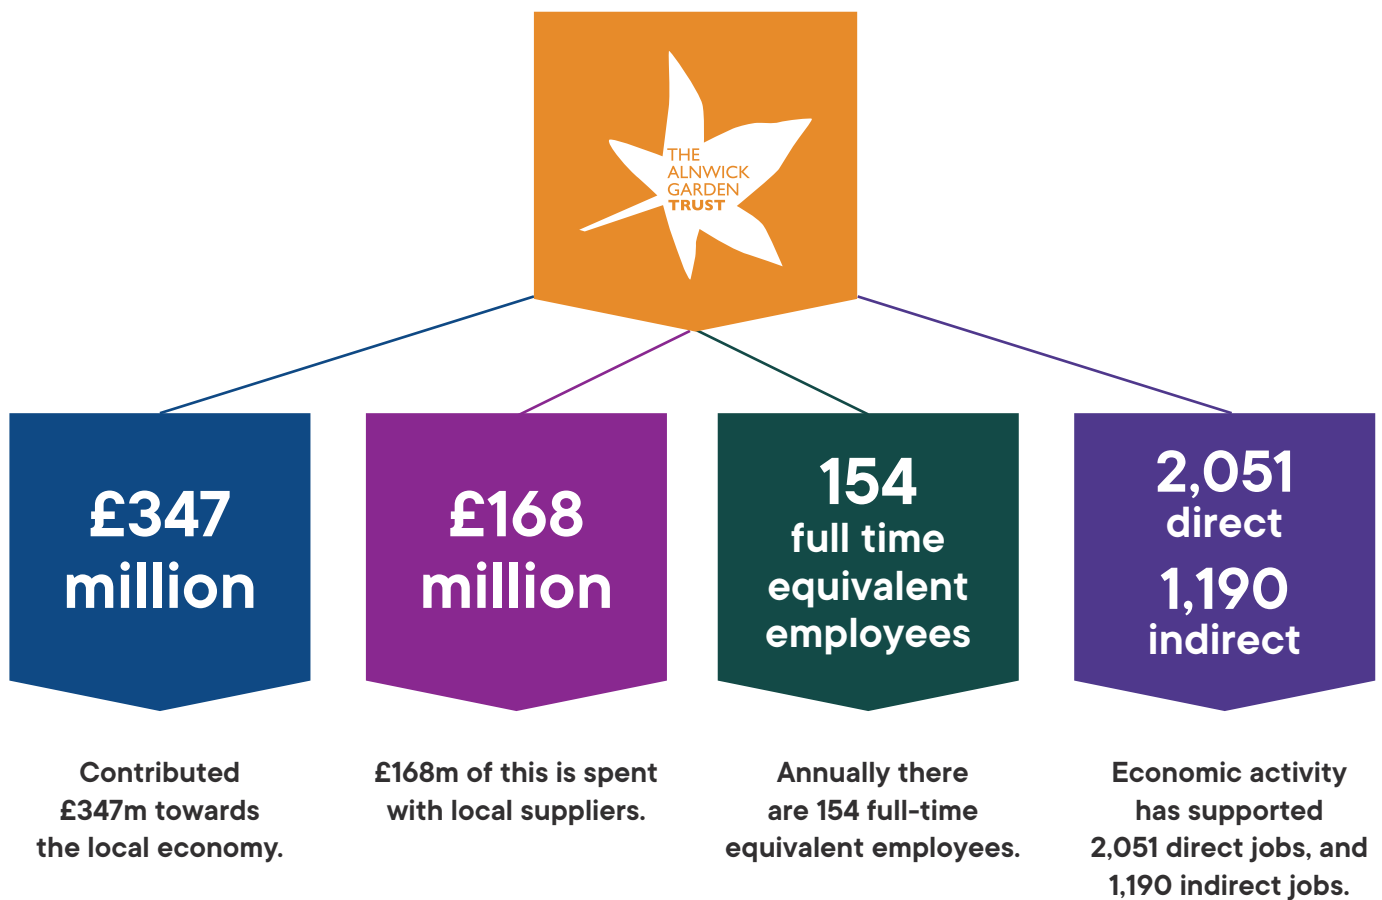 THE
ALNWICK
GARDEN
TRUST
£347
million
£168
million
154
full time
equivalent
employees
2,051
direct
1,190
indirect
Contributed
£347m towards
the local economy.
£168m of this is spent
with local suppliers.
Annually there
are 154 full-time
equivalent employees.
Economic activity
has supported
2,051 direct jobs, and
1,190 indirect jobs.